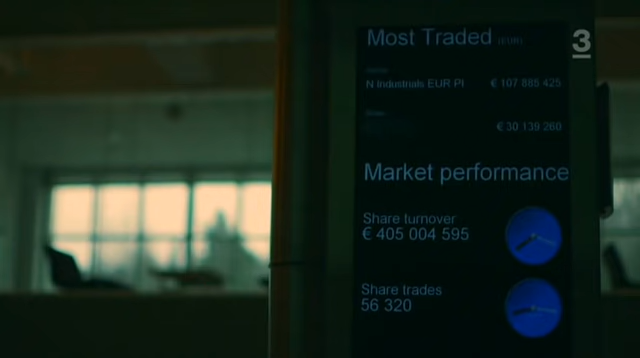 Most Traded (EUR)
3
N Industrials EUR PI € 107 885 425
€ 30 139 260
Market performance
Share turnover
€ 405 004 595
Share trades
56 320